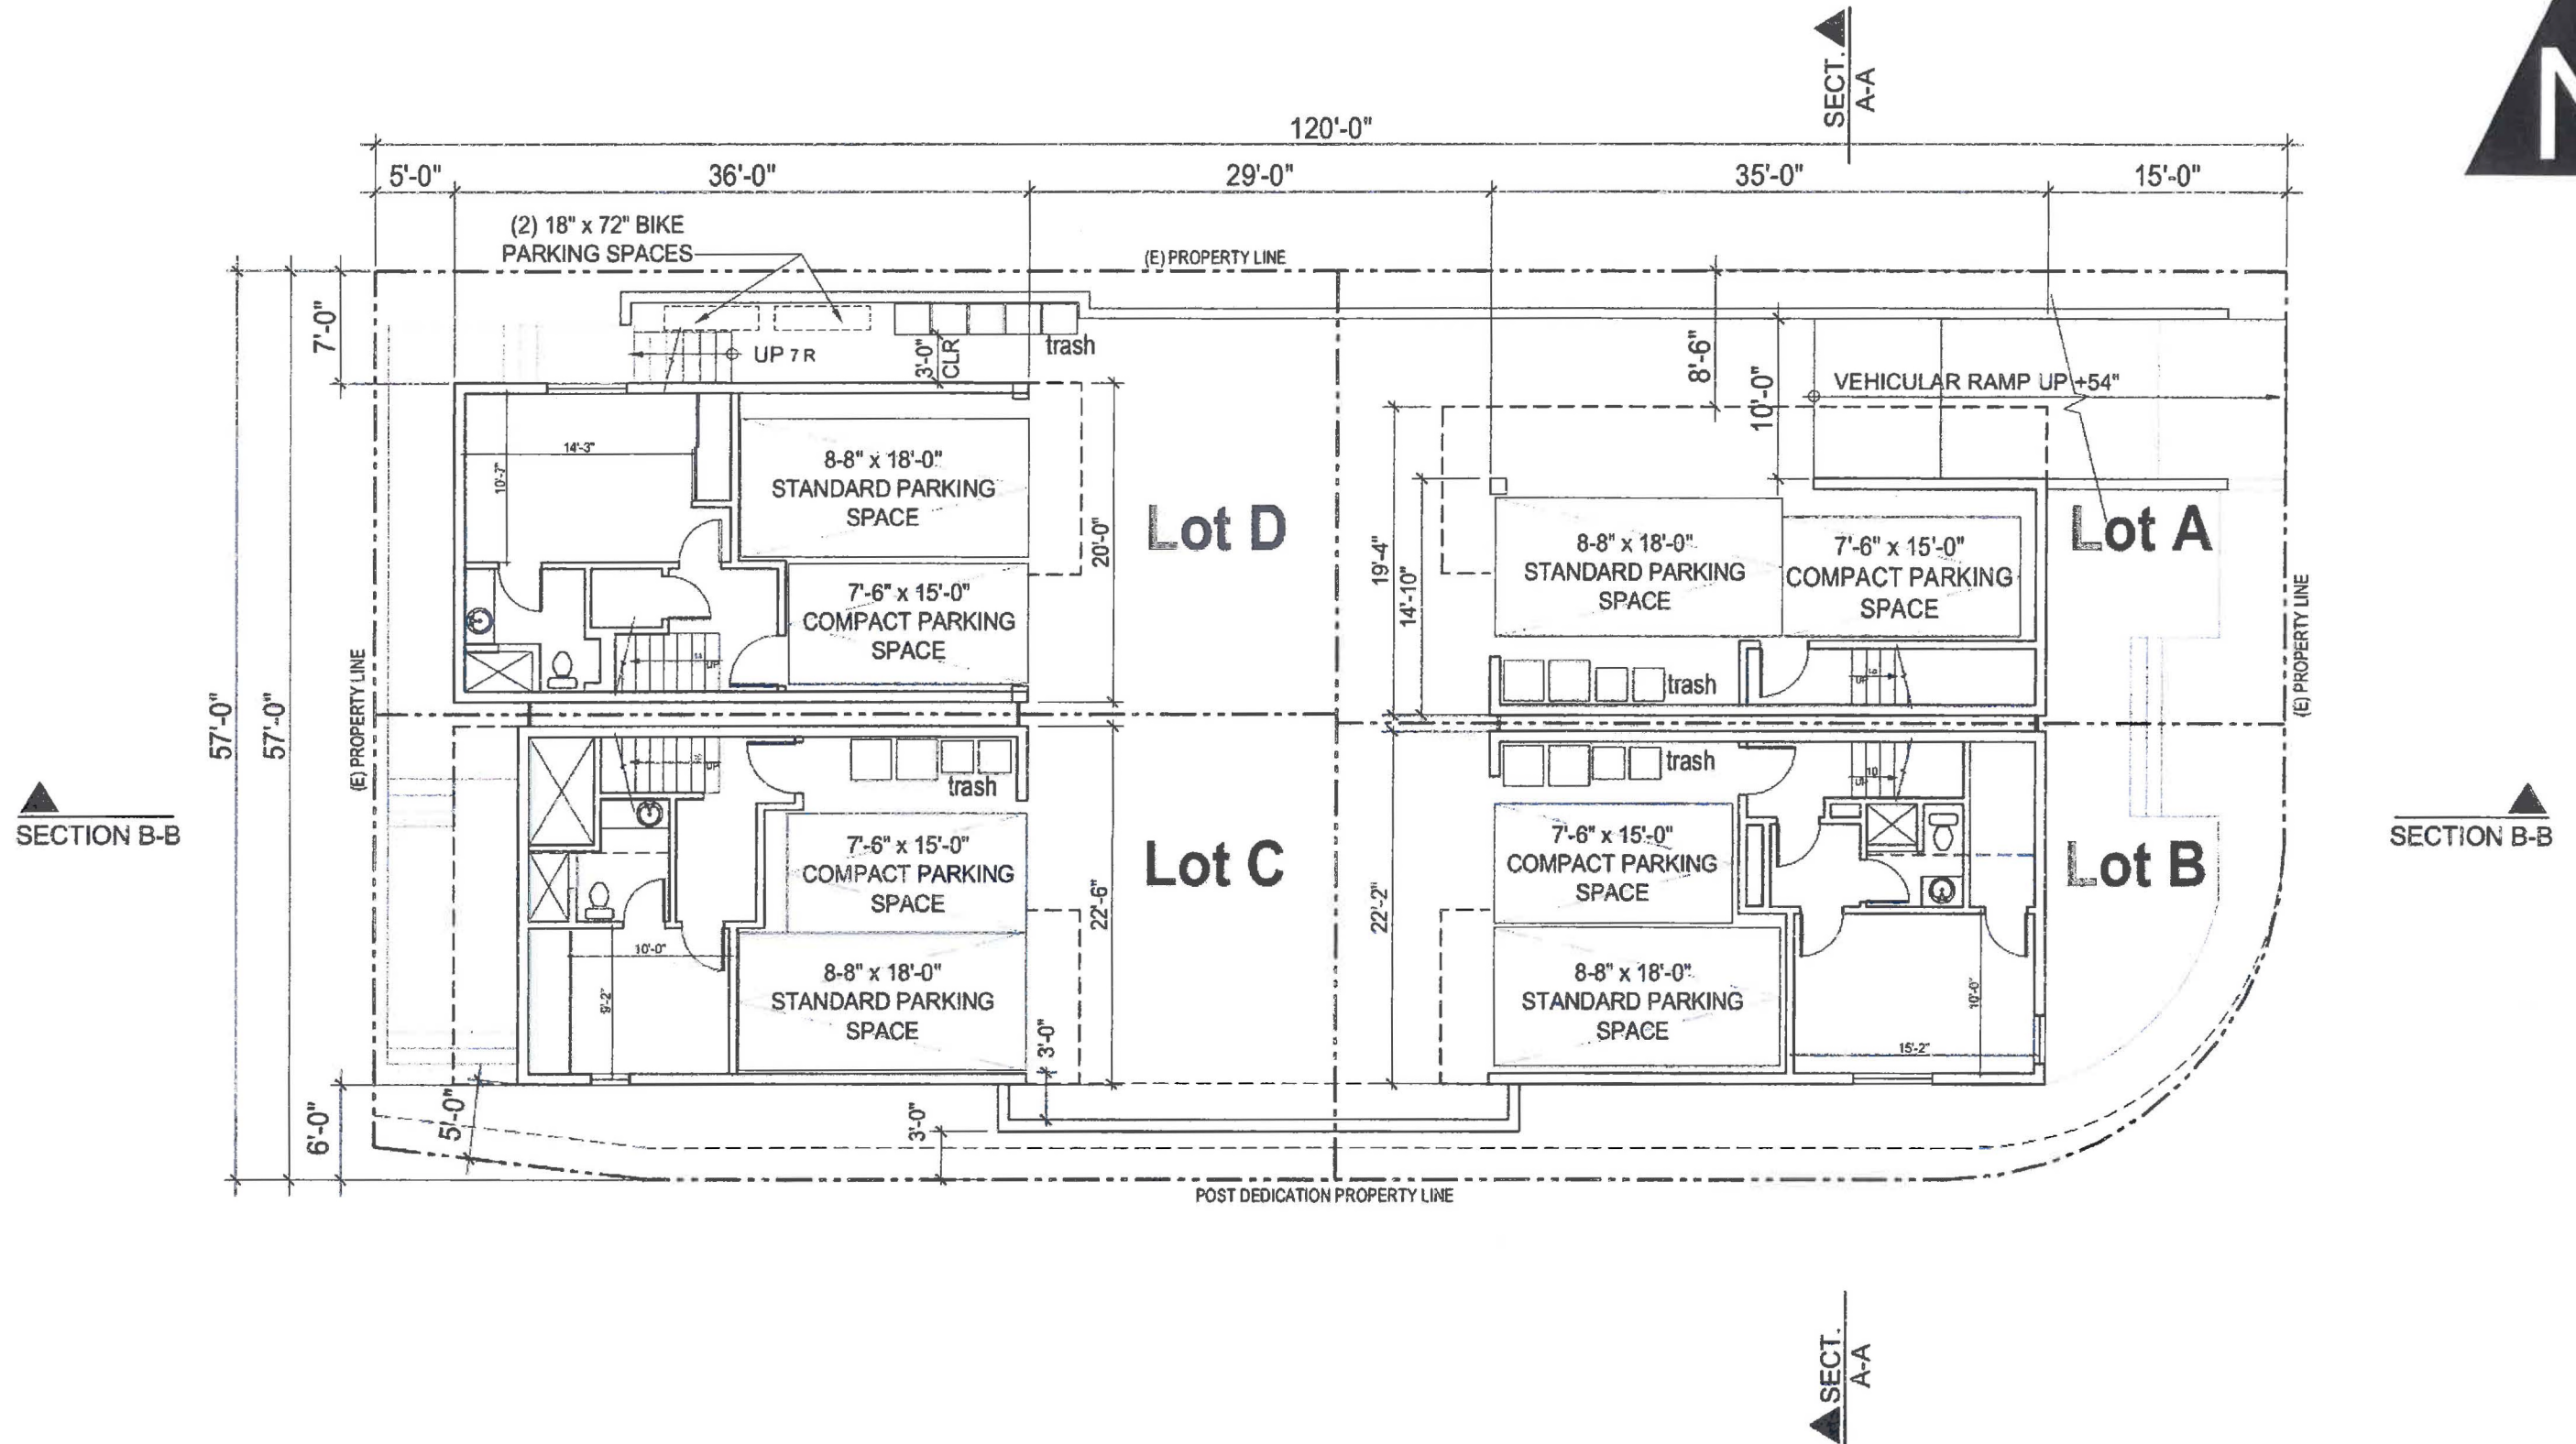 SECT.
A-A
N
120'-0"
5'-0"
36'-0"
29'-0"
35'-0"
15'-0"
(2) 18" x 72" BIKE
PARKING SPACES
(E) PROPERTY LINE
7'-0"
UP 7 R
3'-0"
CLR
trash
8'-6"
10'-0"
VEHICULAR RAMP UP +54"
14'-3"
10'-7"
8-8" x 18'-0"
STANDARD PARKING
SPACE
20'-0"
Lot D
19'-4"
14'-10"
8-8" x 18'-0"
STANDARD PARKING
SPACE
7'-6" x 15'-0"
COMPACT PARKING
SPACE
Lot A
7'-6" x 15'-0"
COMPACT PARKING
SPACE
UP
trash
UP
(E) PROPERTY LINE
(E) PROPERTY LINE
57'-0"
57'-0"
SECTION B-B
UP
trash
trash
UP
10
SECTION B-B
7'-6" x 15'-0"
COMPACT PARKING
SPACE
22'-6"
Lot C
22'-2"
7'-6" x 15'-0"
COMPACT PARKING
SPACE
Lot B
10'-0"
9'-2"
8-8" x 18'-0"
STANDARD PARKING
SPACE
8-8" x 18'-0"
STANDARD PARKING
SPACE
10'-0"
15'-2"
3'-0"
6'-0"
5'-0"
3'-0"
POST DEDICATION PROPERTY LINE
SECT.
A-A